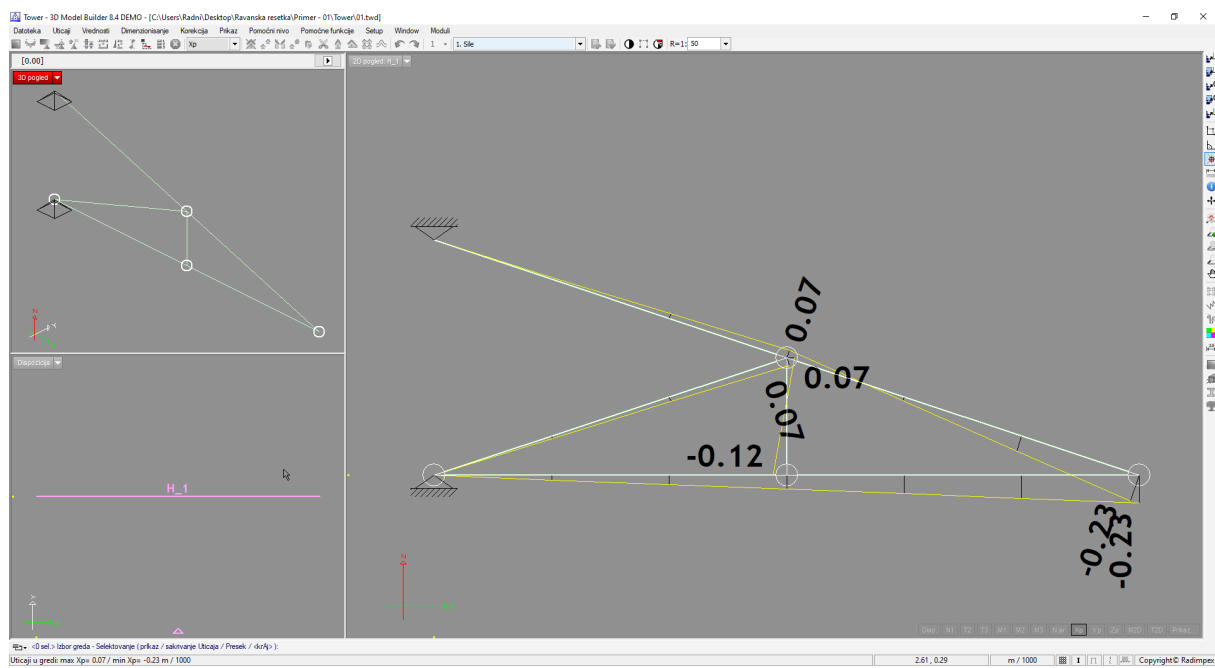 Tower - 3D Model Builder 8.4 DEMO - [C:\Users\Radni\Desktop\Ravanska resetka\Primer - 01\Tower\01.twd]
Datoteka Uticaji Vrednosti Dimenzionisanje Korekcija Prikaz Pomoćni nivo Pomoćne funkcije Setup Window Moduli
Xp 1 1. Sile R=1: 50
[0.00]
3D pogled
2D pogled: H_1
Z
Y
0.07
0.07
0.07
-0.12
-0.23
-0.23
Dispozicija
H_1
Y
Z
Disp. N1 T2 T3 M1 M2 M3 N,σr Xp Yp Zp M2D T2D Prikaz...
<0 sel.> Izbor greda - Selektovanje ( prIkaz / sakrivanje Uticaja / Presek / <krAj> ):
Uticaji u gredi: max Xp= 0.07 / min Xp= -0.23 m / 1000
2.61 , 0.29
m / 1000
Copyright© Radimpex